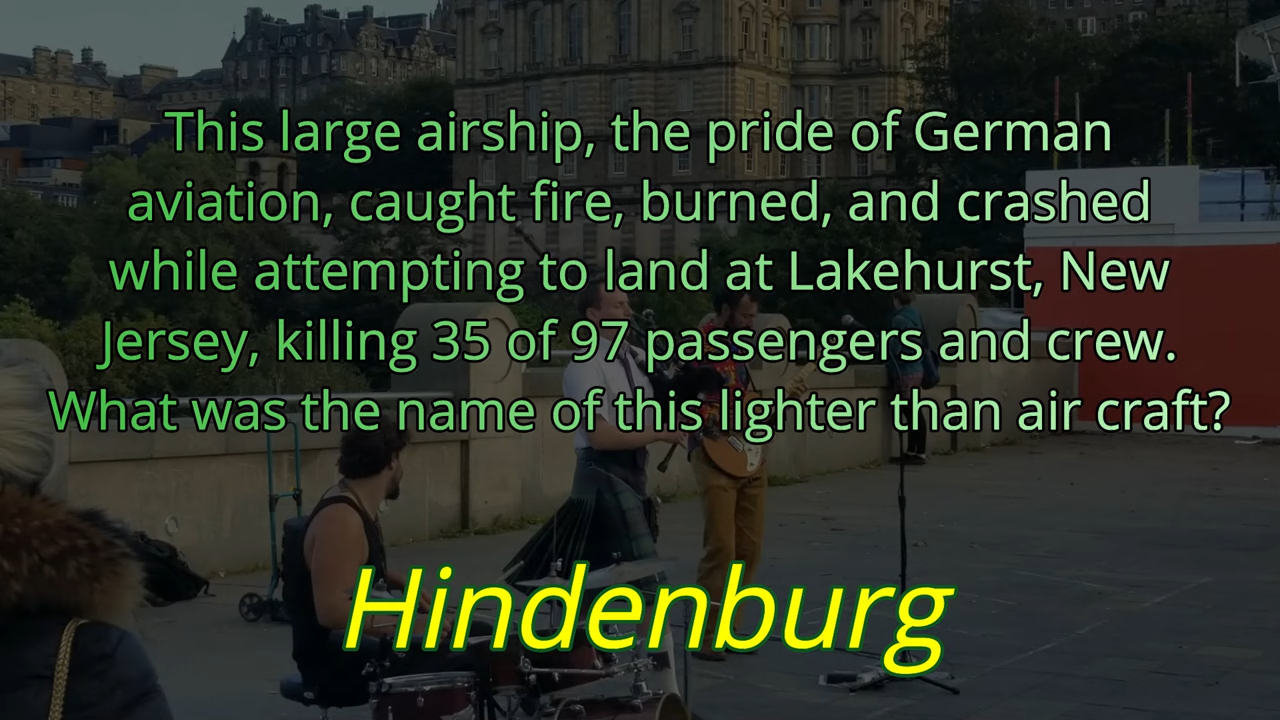 This large airship, the pride of German
aviation, caught fire, burned, and crashed
while attempting to land at Lakehurst, New
Jersey, killing 35 of 97 passengers and crew.
What was the name of this lighter than air craft?
Hindenburg